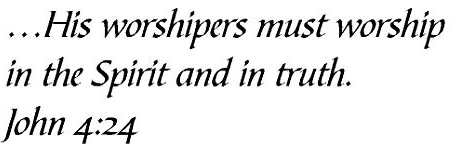 …His worshipers must worship
in the Spirit and in truth.
John 4:24